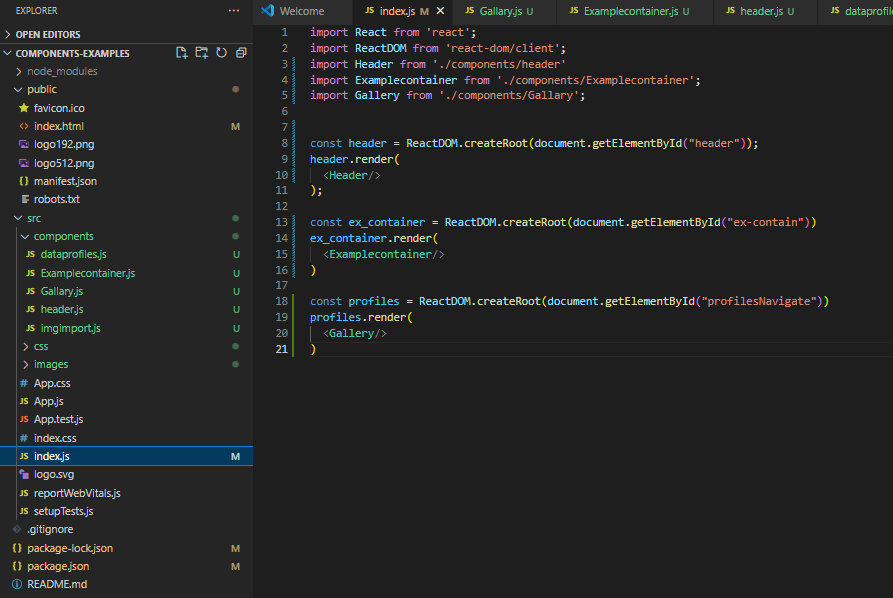 EXPLORER
...
OPEN EDITORS
COMPONENTS-EXAMPLES
node_modules
public
favicon.ico
<> index.html M
logo192.png
logo512.png
{} manifest.json
robots.txt
src
components
JS dataprofiles.js U
JS Examplecontainer.js U
JS Gallary.js U
JS header.js U
JS imgimport.js U
css
images
# App.css
JS App.js
JS App.test.js
# index.css
JS index.js M
logo.svg
JS reportWebVitals.js
JS setupTests.js
.gitignore
{} package-lock.json M
{} package.json M
README.md
Welcome
JS index.js M
JS Gallary.js U
JS Examplecontainer.js U
JS header.js U
JS dataprofile
1 import React from 'react';
2 import ReactDOM from 'react-dom/client';
3 import Header from './components/header'
4 import Examplecontainer from './components/Examplecontainer';
5 import Gallery from './components/Gallary';
6
7
8 const header = ReactDOM.createRoot(document.getElementById("header"));
9 header.render(
10 <Header/>
11 );
12
13 const ex_container = ReactDOM.createRoot(document.getElementById("ex-contain"))
14 ex_container.render(
15 <Examplecontainer/>
16 )
17
18 const profiles = ReactDOM.createRoot(document.getElementById("profilesNavigate"))
19 profiles.render(
20 <Gallery/>
21 )